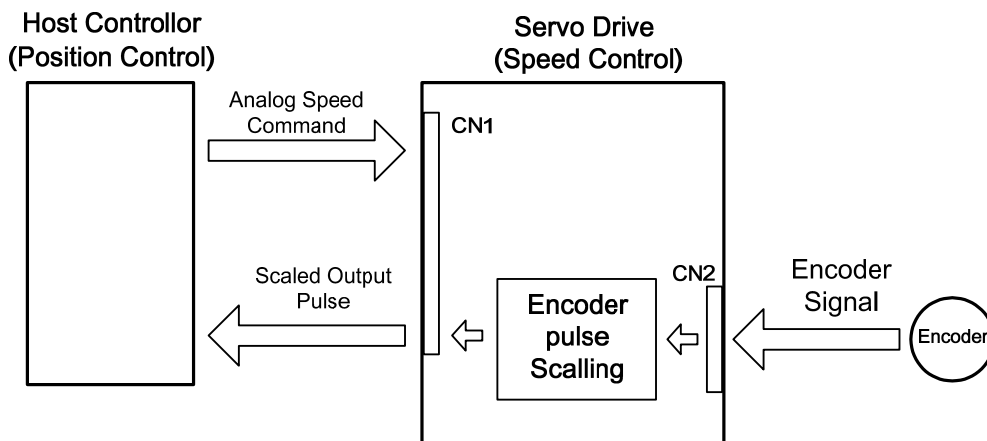 Host Controllor
(Position Control)
Servo Drive
(Speed Control)
Analog Speed
Command
CN1
Scaled Output
Pulse
Encoder
pulse
Scalling
CN2
Encoder
Signal
Encoder